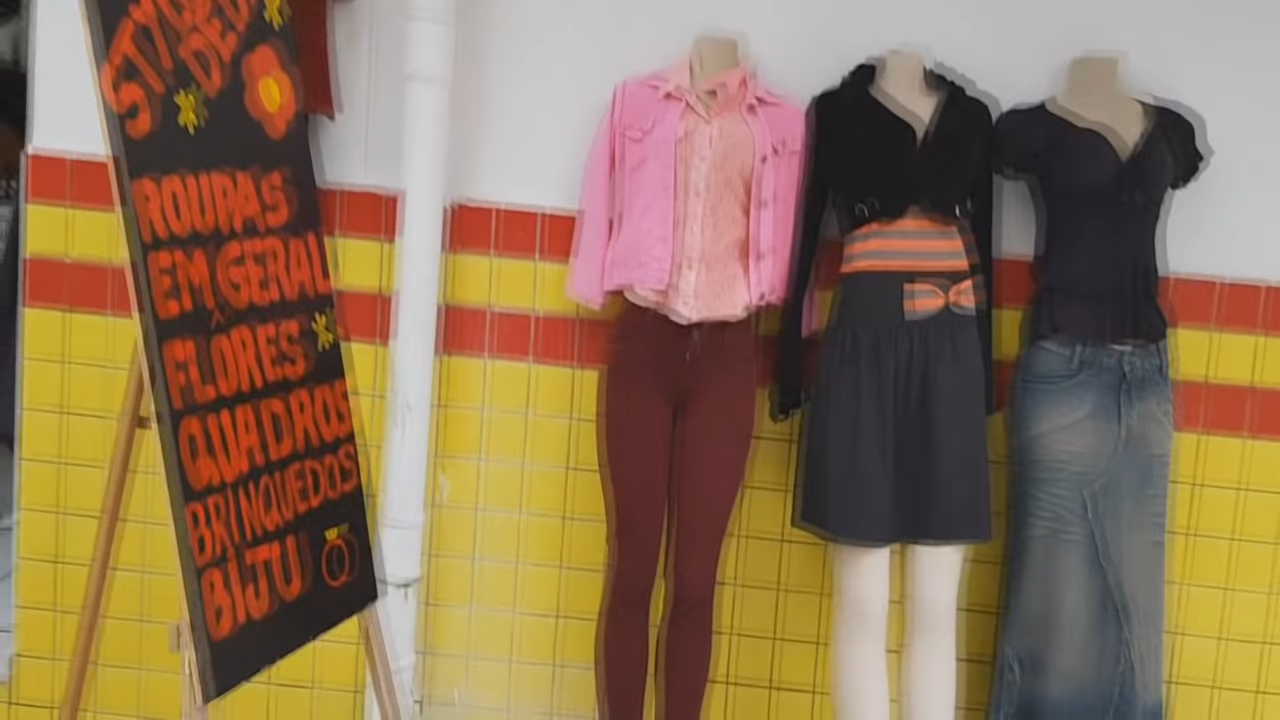 ROUPAS
EM GERAL
FLORES
QUADROS
BRINQUEDOS
BIJU